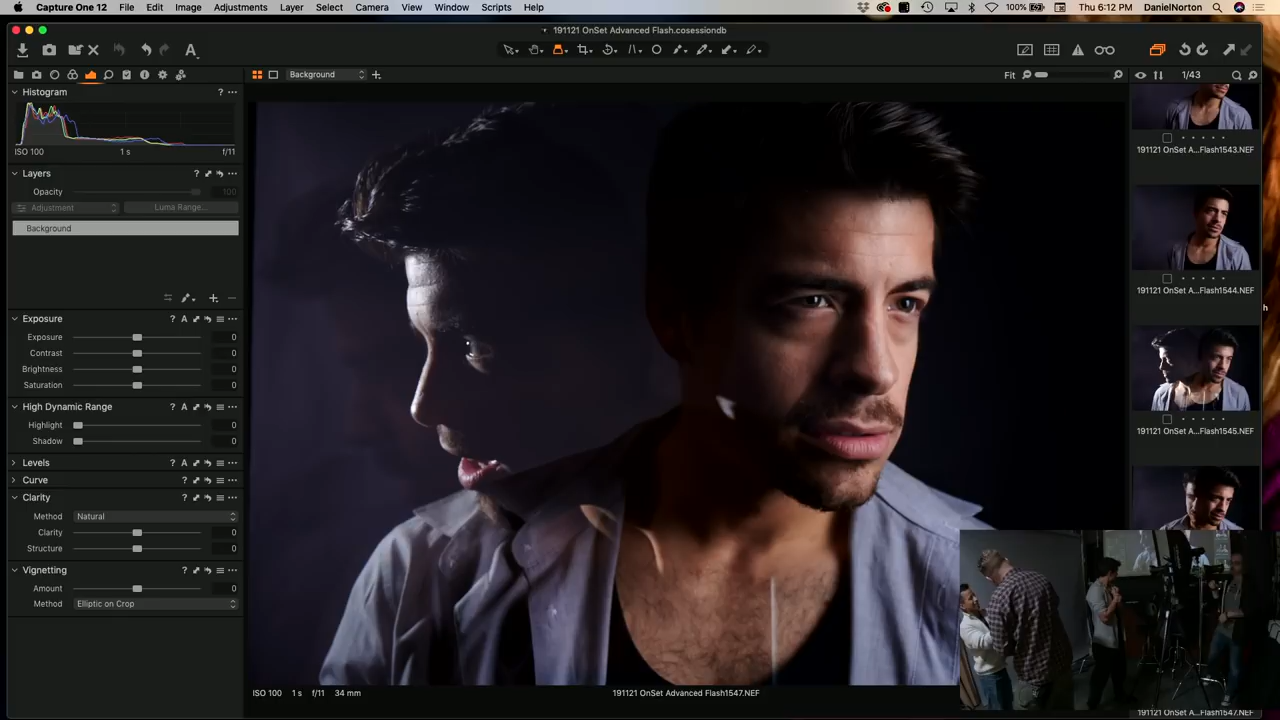 Capture One 12 File Edit Image Adjustments Layer Select Camera View Window Scripts Help 100% Thu 6:12 PM DanielNorton
191121 OnSet Advanced Flash.cosessiondb
A
Background Fit 1/43
Histogram ? ...
ISO 100 1 s f/11
Layers ? ...
Opacity 100
Adjustment Luma Range...
Background
Exposure ? A ...
Exposure 0
Contrast 0
Brightness 0
Saturation 0
High Dynamic Range ? A ...
Highlight 0
Shadow 0
Levels ? A ...
Curve ? A ...
Clarity ? ...
Method Natural
Clarity 0
Structure 0
Vignetting ? ...
Amount 0
Method Elliptic on Crop
ISO 100 1 s f/11 34 mm 191121 OnSet Advanced Flash1547.NEF
191121 OnSet A...Flash1543.NEF
191121 OnSet A...Flash1544.NEF
h
191121 OnSet A...Flash1545.NEF
191121 OnSet A...Flash1547.NEF